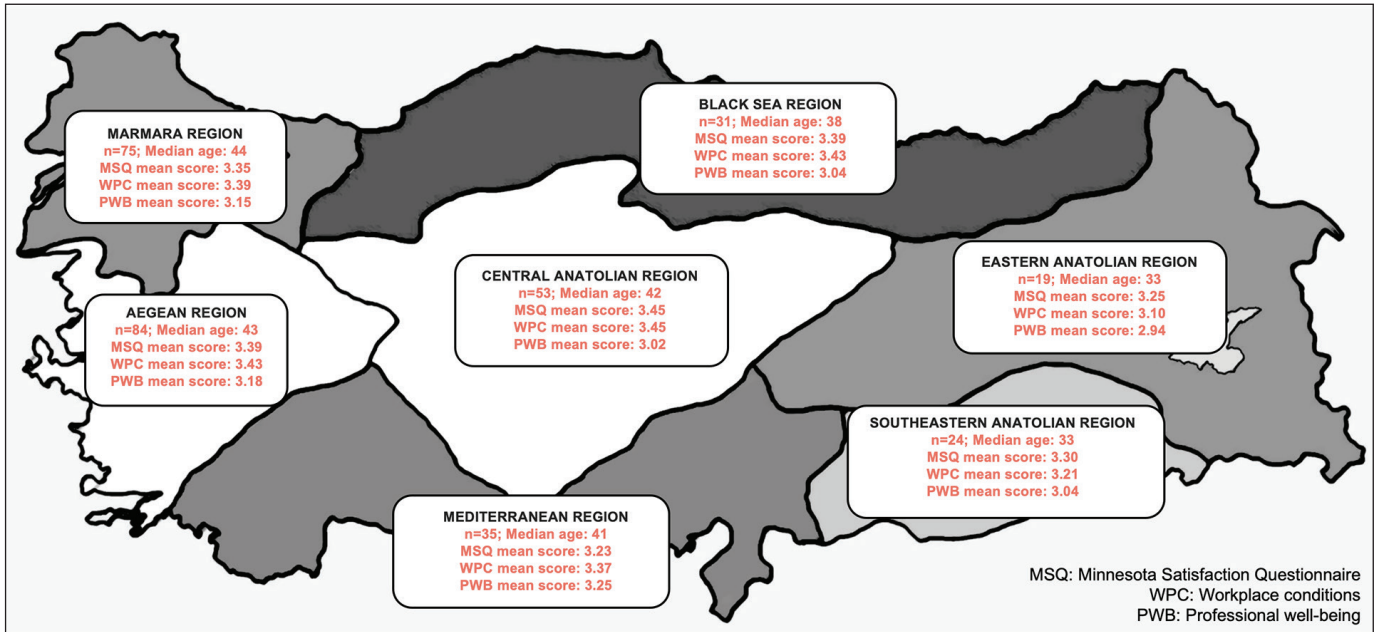 MARMARA REGION
n=75; Median age: 44
MSQ mean score: 3.35
WPC mean score: 3.39
PWB mean score: 3.15
BLACK SEA REGION
n=31; Median age: 38
MSQ mean score: 3.39
WPC mean score: 3.43
PWB mean score: 3.04
AEGEAN REGION
n=84; Median age: 43
MSQ mean score: 3.39
WPC mean score: 3.43
PWB mean score: 3.18
CENTRAL ANATOLIAN REGION
n=53; Median age: 42
MSQ mean score: 3.45
WPC mean score: 3.45
PWB mean score: 3.02
EASTERN ANATOLIAN REGION
n=19; Median age: 33
MSQ mean score: 3.25
WPC mean score: 3.10
PWB mean score: 2.94
SOUTHEASTERN ANATOLIAN REGION
n=24; Median age: 33
MSQ mean score: 3.30
WPC mean score: 3.21
PWB mean score: 3.04
MEDITERRANEAN REGION
n=35; Median age: 41
MSQ mean score: 3.23
WPC mean score: 3.37
PWB mean score: 3.25
MSQ: Minnesota Satisfaction Questionnaire
WPC: Workplace conditions
PWB: Professional well-being